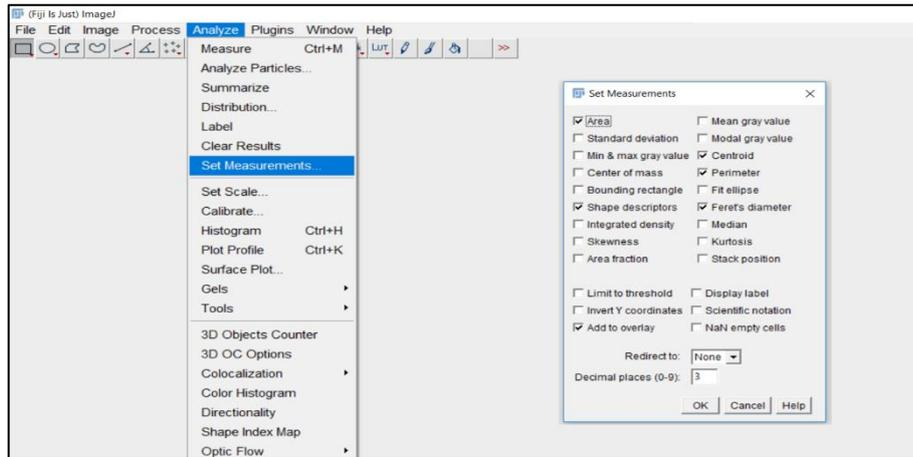 (Fiji Is Just) ImageJ
File Edit Image Process Analyze Plugins Window Help
LUT >>
Measure Ctrl+M
Analyze Particles...
Summarize
Distribution...
Label
Clear Results
Set Measurements...
Set Scale...
Calibrate...
Histogram Ctrl+H
Plot Profile Ctrl+K
Surface Plot...
Gels
Tools
3D Objects Counter
3D OC Options
Colocalization
Color Histogram
Directionality
Shape Index Map
Optic Flow
Set Measurements
Area Mean gray value
Standard deviation Modal gray value
Min & max gray value Centroid
Center of mass Perimeter
Bounding rectangle Fit ellipse
Shape descriptors Feret's diameter
Integrated density Median
Skewness Kurtosis
Area fraction Stack position
Limit to threshold Display label
Invert Y coordinates Scientific notation
Add to overlay NaN empty cells
Redirect to: None
Decimal places (0-9): 3
OK Cancel Help